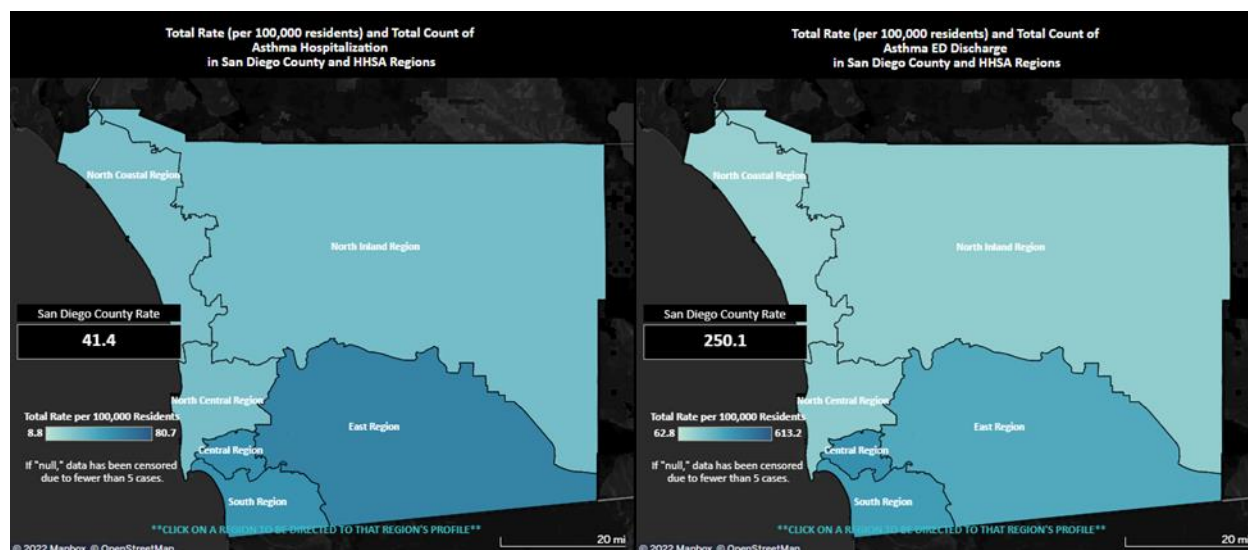 Total Rate (per 100,000 residents) and Total Count of
Asthma Hospitalization
in San Diego County and HHSA Regions
North Coastal Region
North Inland Region
San Diego County Rate
41.4
North Central Region
Total Rate per 100,000 Residents
8.8 80.7
East Region
Central Region
If "null," data has been censored
due to fewer than 5 cases.
South Region
**CLICK ON A REGION TO BE DIRECTED TO THAT REGION'S PROFILE**
20 mi
© 2022 Mapbox © OpenStreetMap
Total Rate (per 100,000 residents) and Total Count of
Asthma ED Discharge
in San Diego County and HHSA Regions
North Coastal Region
North Inland Region
San Diego County Rate
250.1
North Central Region
Total Rate per 100,000 Residents
62.8 613.2
East Region
Central Region
If "null," data has been censored
due to fewer than 5 cases.
South Region
**CLICK ON A REGION TO BE DIRECTED TO THAT REGION'S PROFILE**
20 mi
© 2022 Mapbox © OpenStreetMap